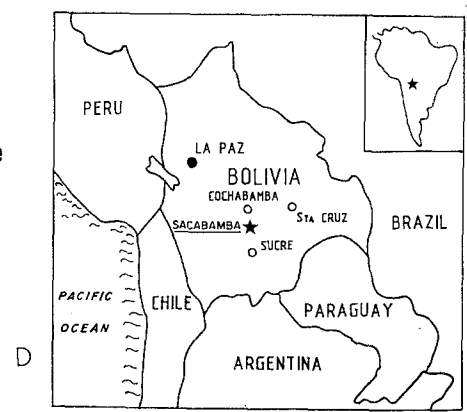 PERU
LA PAZ
BOLIVIA
COCHABAMBA
STA CRUZ
SACABAMBA
SUCRE
BRAZIL
PACIFIC
OCEAN
CHILE
PARAGUAY
ARGENTINA
D
e